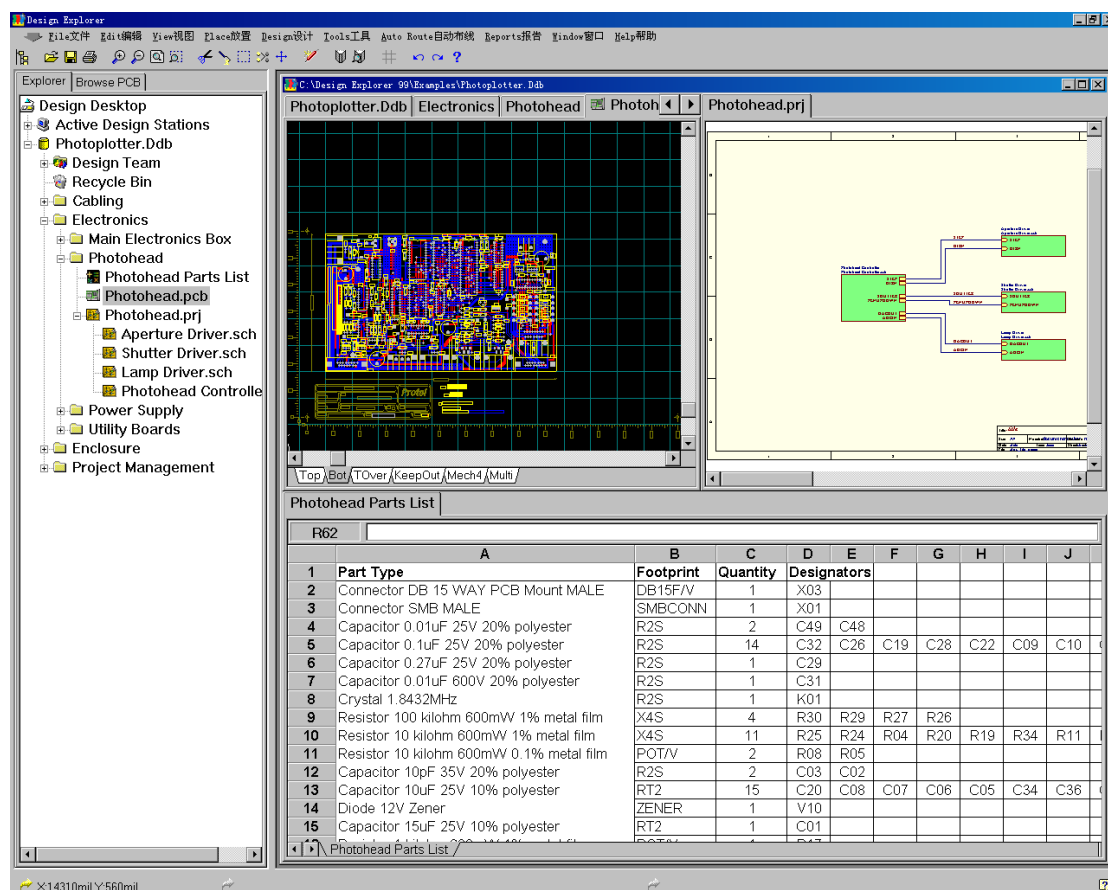 Design Explorer
File文件 Edit编辑 View视图 Place放置 Design设计 Tools工具 Auto Route自动布线 Reports报告 Window窗口 Help帮助
Explorer Browse PCB
Design Desktop
Active Design Stations
Photoplotter.Ddb
Design Team
Recycle Bin
Cabling
Electronics
Main Electronics Box
Photohead
Photohead Parts List
Photohead.pcb
Photohead.prj
Aperture Driver.sch
Shutter Driver.sch
Lamp Driver.sch
Photohead Controlle
Power Supply
Utility Boards
Enclosure
Project Management
C:\Design Explorer 99\Examples\Photoplotter.Ddb
Photoplotter.Ddb Electronics Photohead Photoh Photohead.prj
Protel
Top Bot TOver KeepOut Mech4 Multi
Photohead Parts List
R62
A B C D E F G H I J
1 Part Type Footprint Quantity Designators
2 Connector DB 15 WAY PCB Mount MALE DB15F/V 1 X03
3 Connector SMB MALE SMBCONN 1 X01
4 Capacitor 0.01uF 25V 20% polyester R2S 2 C49 C48
5 Capacitor 0.1uF 25V 20% polyester R2S 14 C32 C26 C19 C28 C22 C09 C10
6 Capacitor 0.27uF 25V 20% polyester R2S 1 C29
7 Capacitor 0.01uF 600V 20% polyester R2S 1 C31
8 Crystal 1.8432MHz R2S 1 K01
9 Resistor 100 kilohm 600mW 1% metal film X4S 4 R30 R29 R27 R26
10 Resistor 10 kilohm 600mW 1% metal film X4S 11 R25 R24 R04 R20 R19 R34 R11
11 Resistor 10 kilohm 600mW 0.1% metal film POT/V 2 R08 R05
12 Capacitor 10pF 35V 20% polyester R2S 2 C03 C02
13 Capacitor 10uF 25V 10% polyester RT2 15 C20 C08 C07 C06 C05 C34 C36
14 Diode 12V Zener ZENER 1 V10
15 Capacitor 15uF 25V 10% polyester RT2 1 C01
Photohead Parts List
X:14310mil Y:560mil